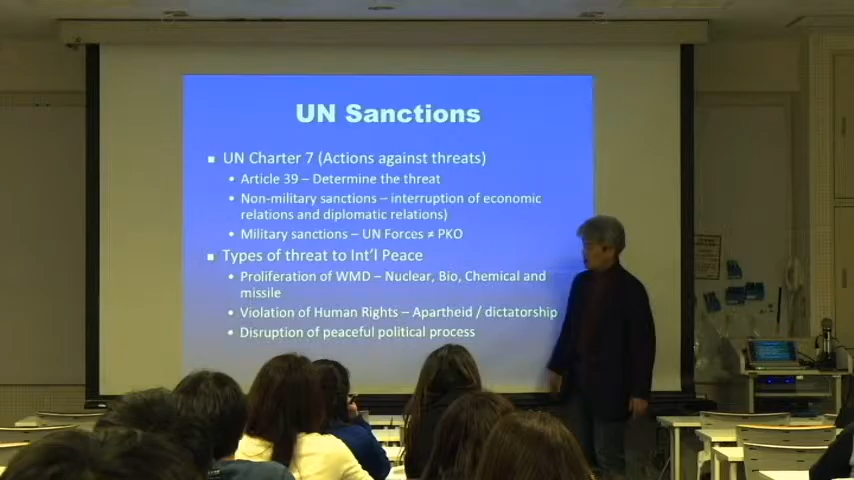 UN Sanctions
UN Charter 7 (Actions against threats)
Article 39 – Determine the threat
Non-military sanctions – interruption of economic
relations and diplomatic relations)
Military sanctions – UN Forces ≠ PKO
Types of threat to Int'l Peace
Proliferation of WMD – Nuclear, Bio, Chemical and
missile
Violation of Human Rights – Apartheid / dictatorship
Disruption of peaceful political process